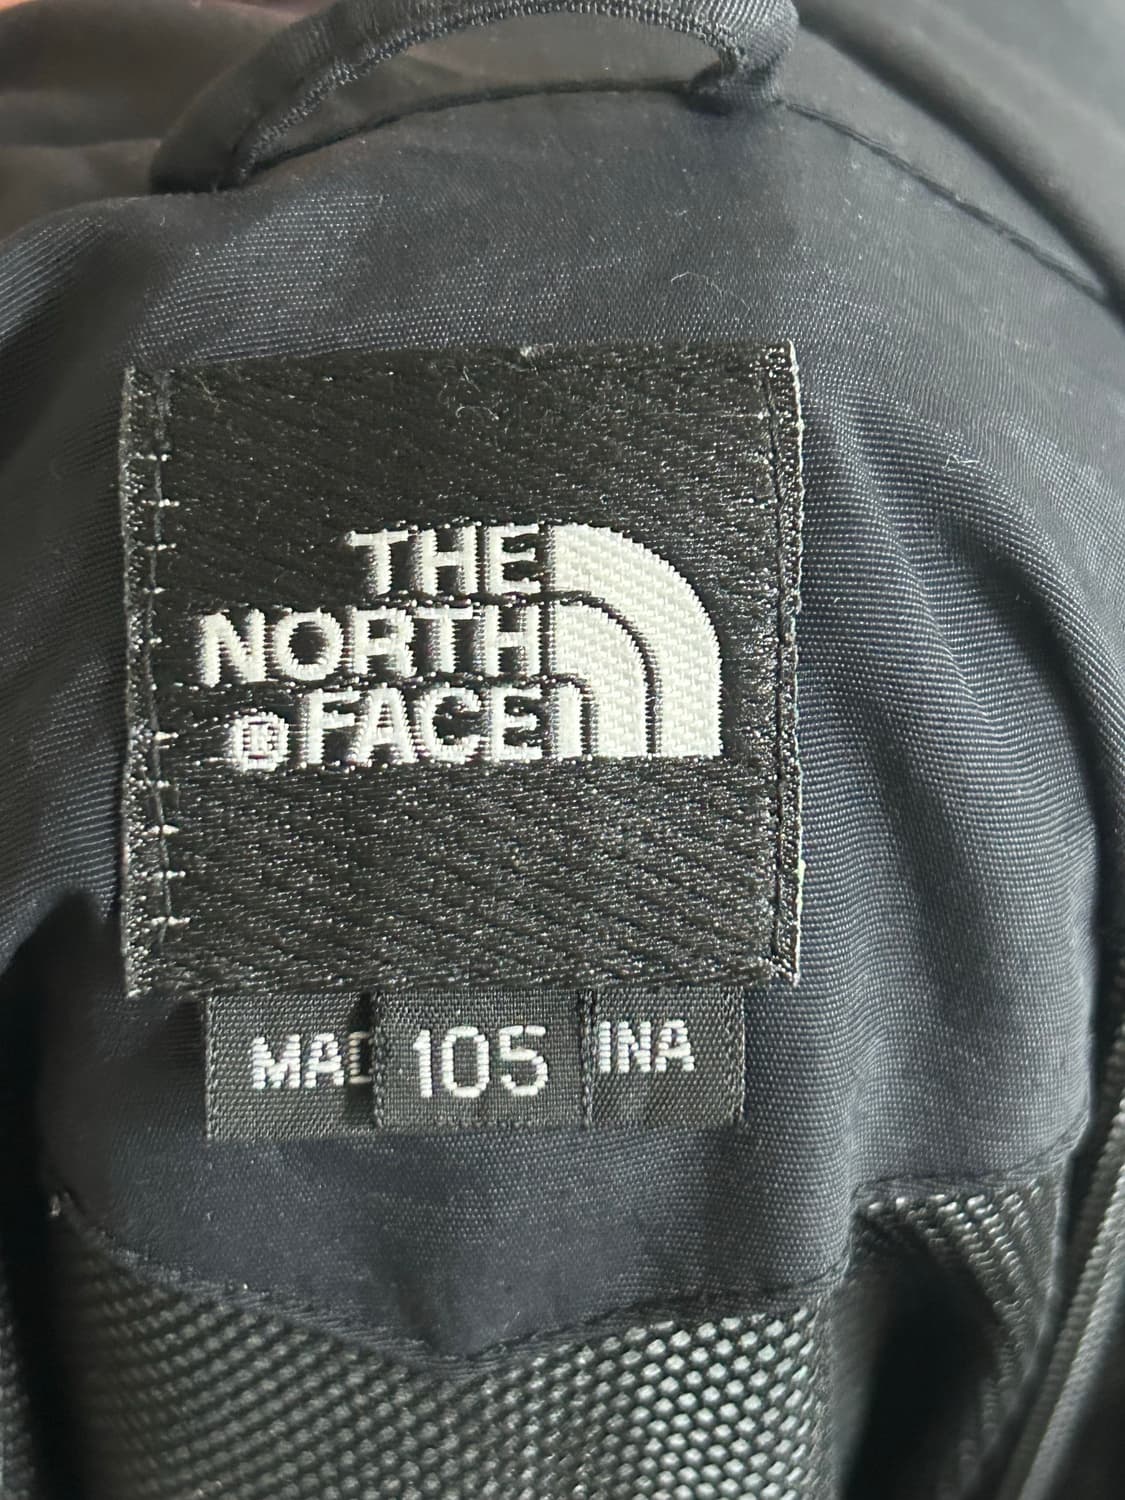 THE
NORTH
® FACE
MAD 105 INA